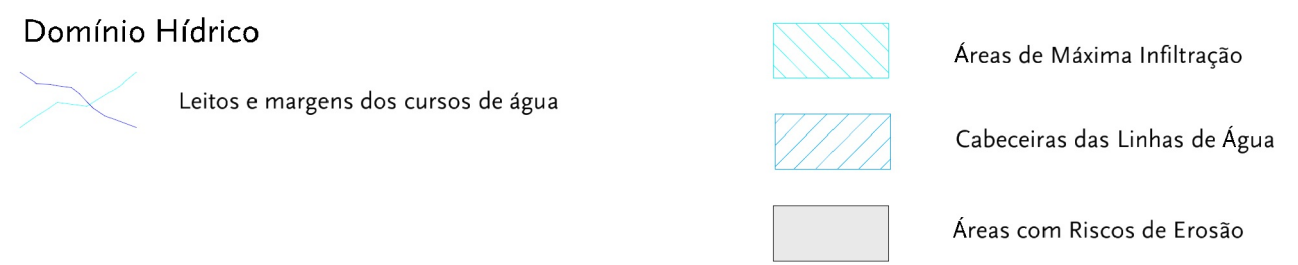 Domínio Hídrico
Leitos e margens dos cursos de água
Áreas de Máxima Infiltração
Cabeceiras das Linhas de Água
Áreas com Riscos de Erosão